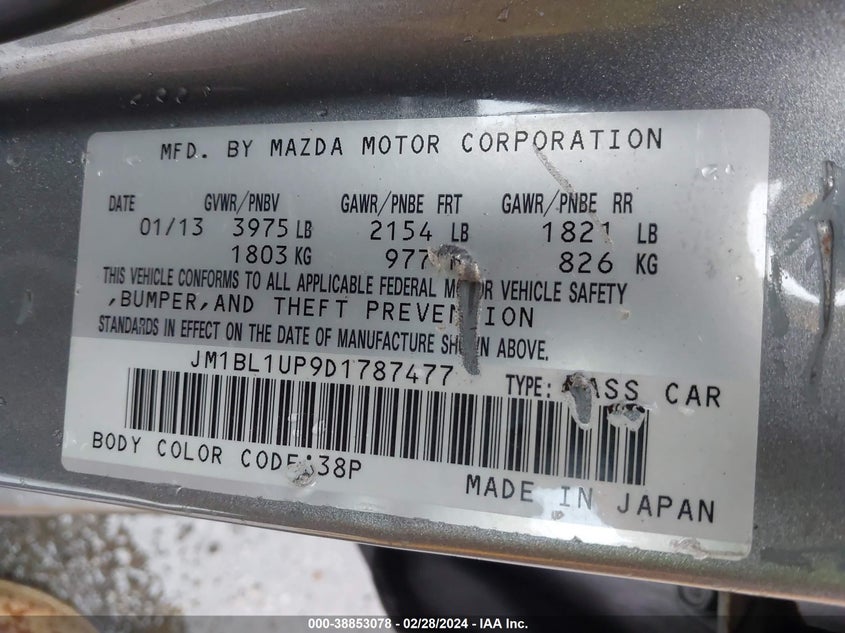 MFD. BY MAZDA MOTOR CORPORATION
DATE GVWR/PNBV GAWR/PNBE FRT GAWR/PNBE RR
01/13 3975 LB 2154 LB 1821 LB
1803 KG 977 826 KG
THIS VEHICLE CONFORMS TO ALL APPLICABLE FEDERAL VEHICLE SAFETY
,BUMPER,AND THEFT PREVENTION
STANDARDS IN EFFECT ON THE DATE OF MANUFACTURE SHOWN ABOVE.
JM1BL1UP9D1787477
TYPE: CAR
BODY COLOR CODE:38P
MADE IN JAPAN
000-38853078 / 02/28/2024 - IAA Inc.